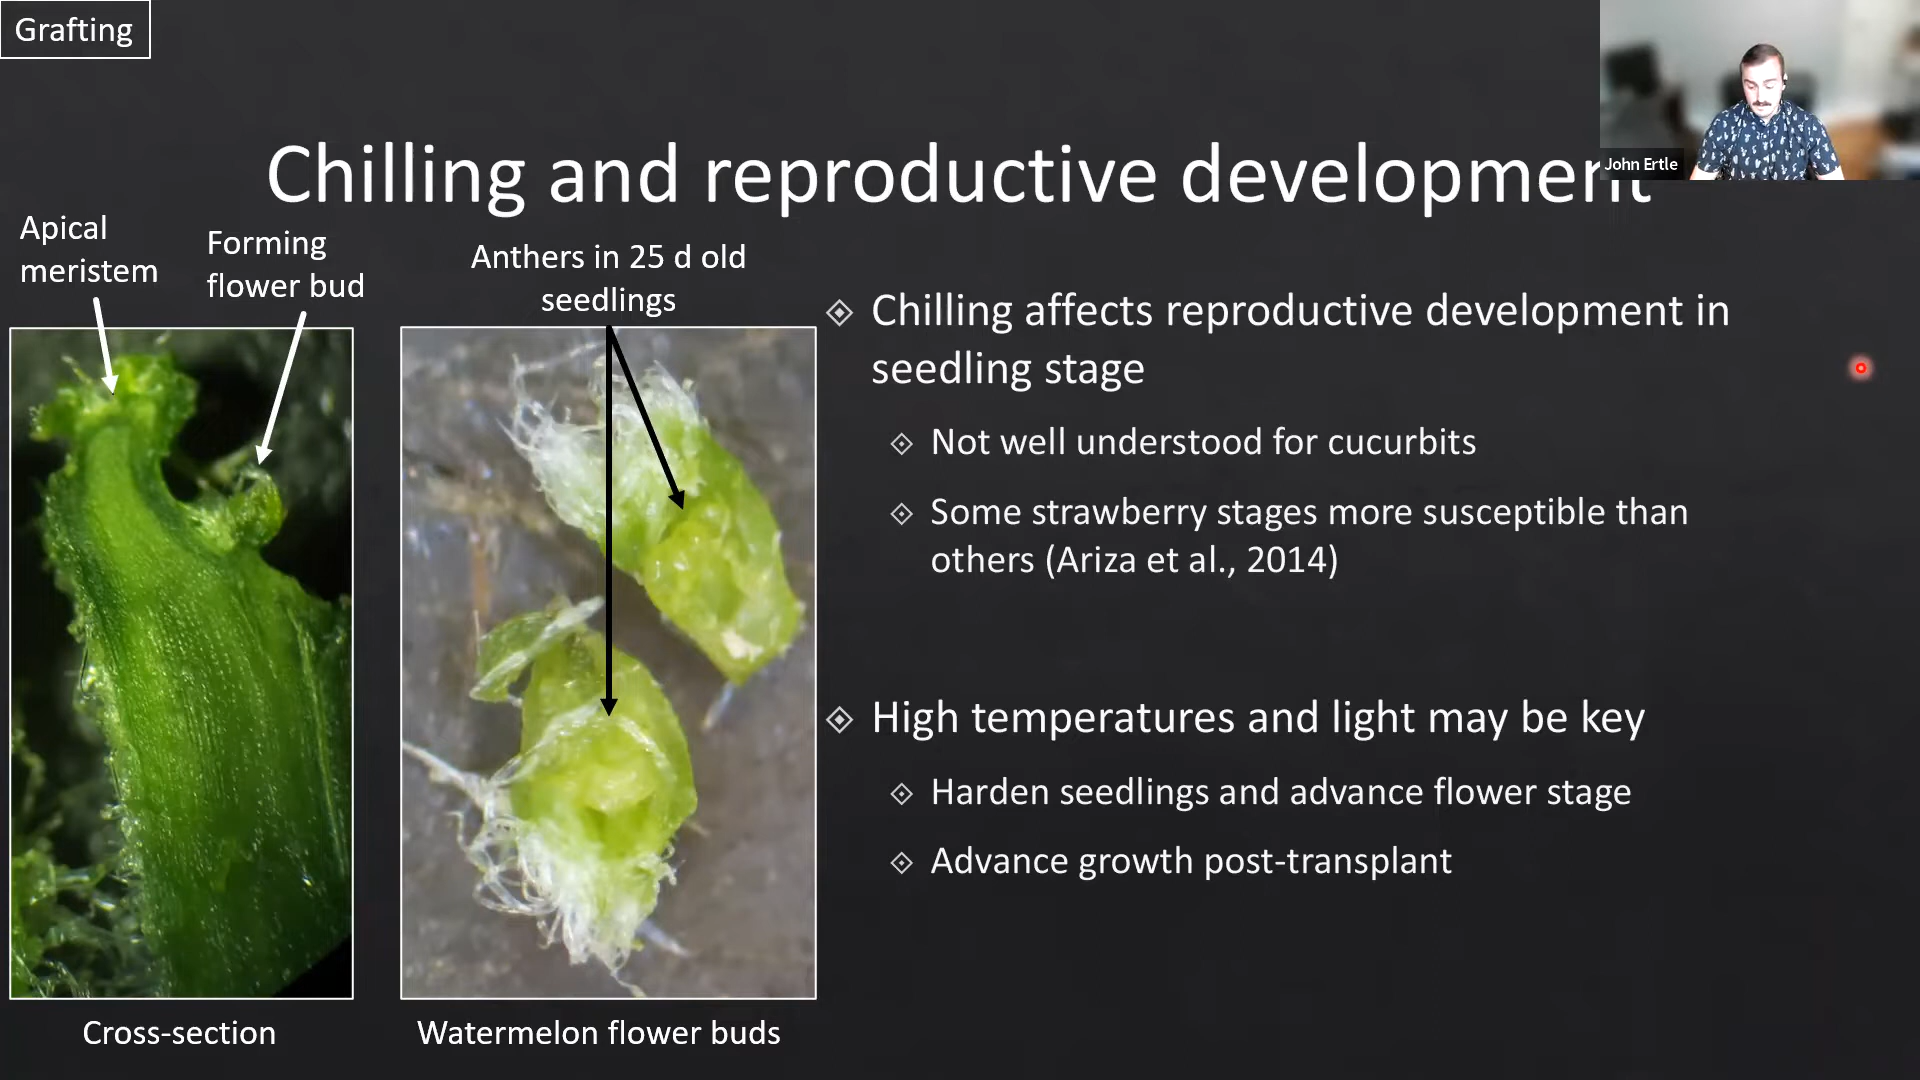 Grafting
John Ertle
Chilling and reproductive development
Apical
meristem
Forming
flower bud
Anthers in 25 d old
seedlings
Chilling affects reproductive development in
seedling stage
Not well understood for cucurbits
Some strawberry stages more susceptible than
others (Ariza et al., 2014)
High temperatures and light may be key
Harden seedlings and advance flower stage
Advance growth post-transplant
Cross-section
Watermelon flower buds